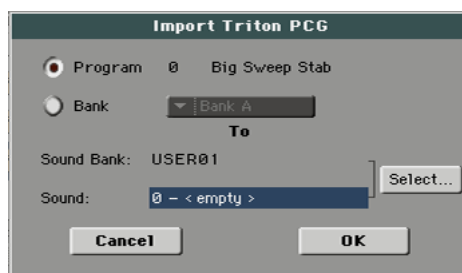 Import Triton PCG
Program 0 Big Sweep Stab
Bank Bank A
To
Sound Bank: USER01
Select...
Sound: 0 - < empty >
Cancel OK